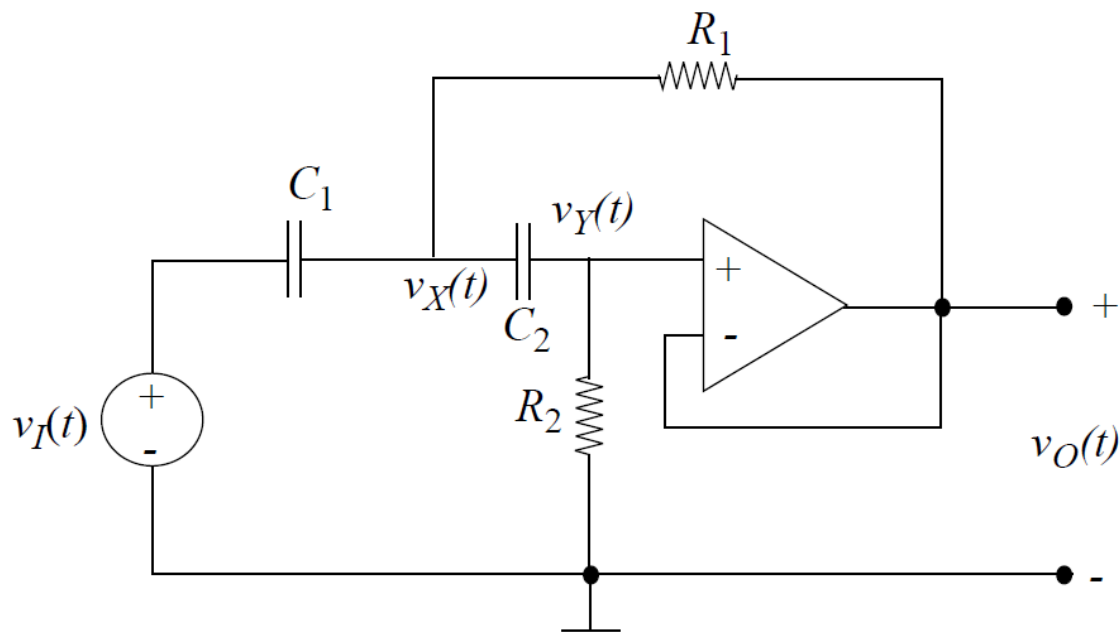 R1
C1
vY(t)
+
vX(t)
+
-
C2
+
R2
vI(t)
-
vO(t)
-